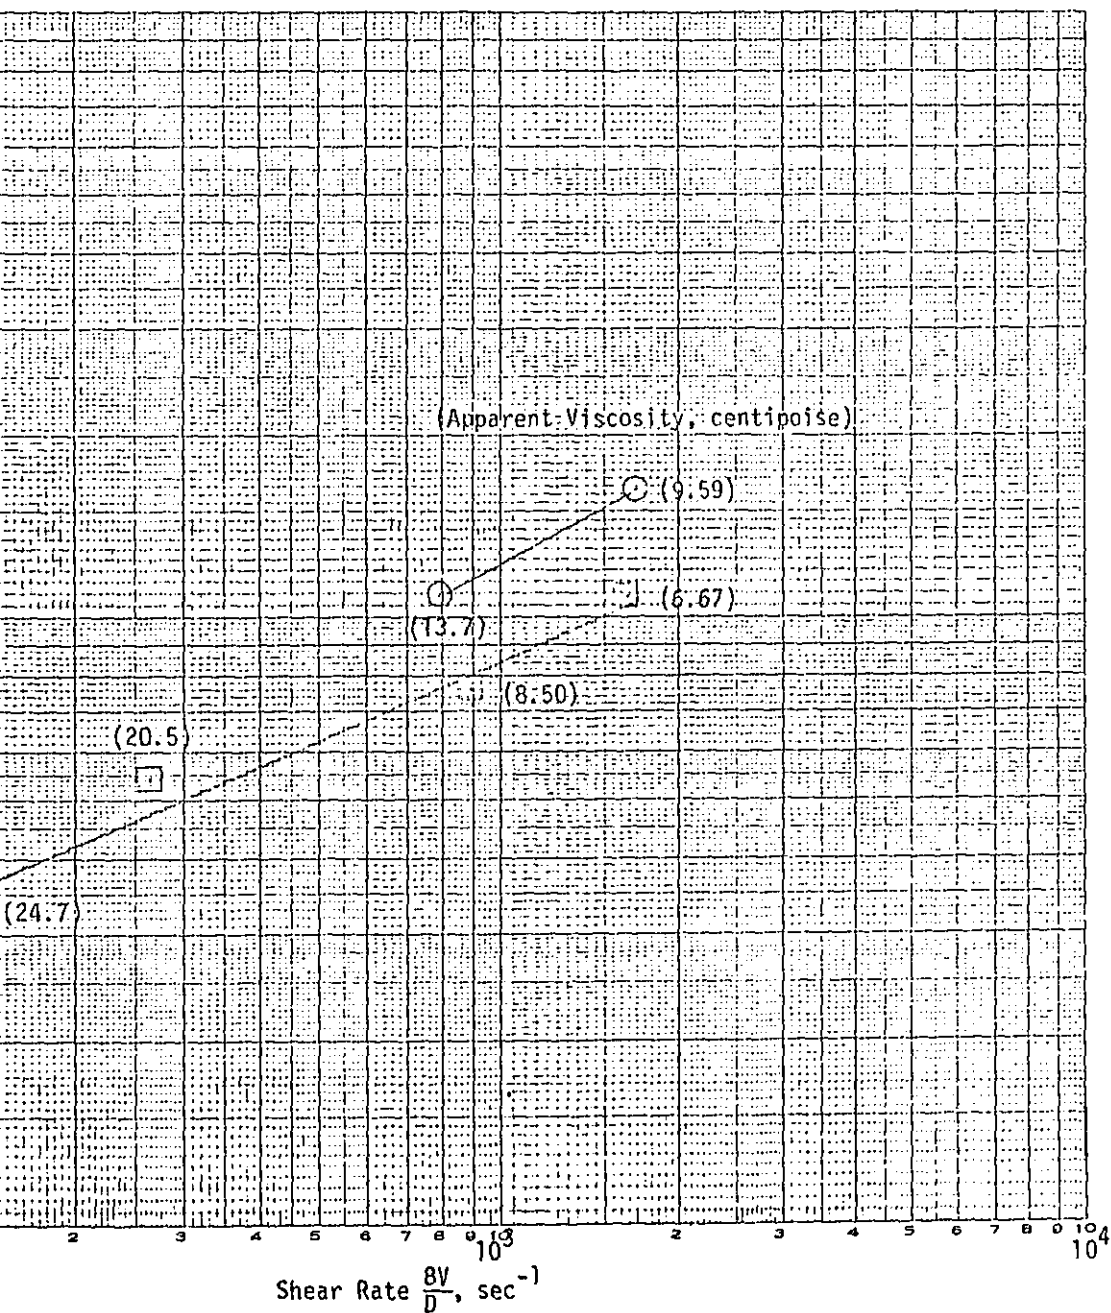 (Apparent Viscosity, centipoise)
(9.59)
(6.67)
(13.7)
(8.50)
(20.5)
(24.7)
2 3 4 5 6 7 8 9 10 2 3 4 5 6 7 8 9 10
10³ 10⁴
Shear Rate 8V/D, sec⁻¹